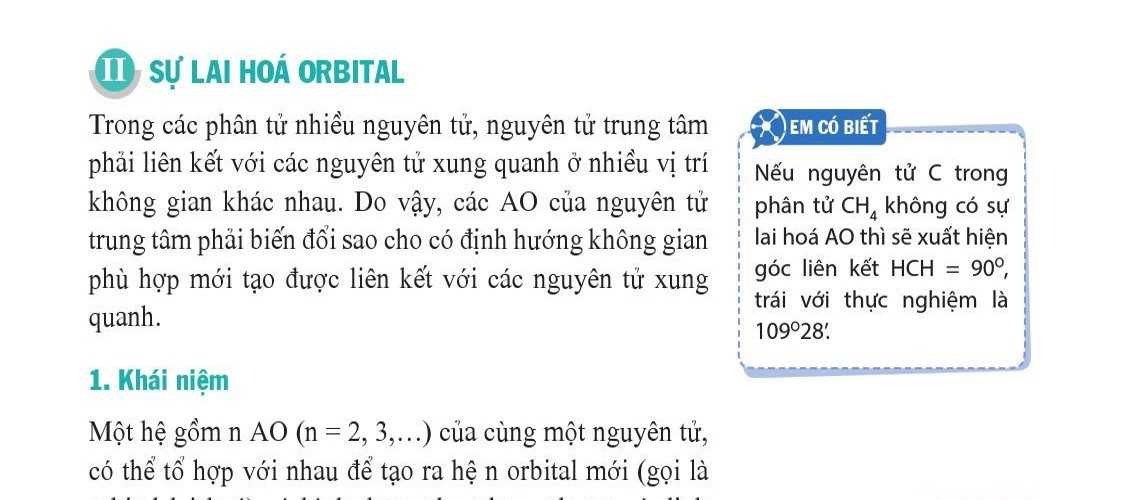 II SỰ LAI HOÁ ORBITAL
Trong các phân tử nhiều nguyên tử, nguyên tử trung tâm
phải liên kết với các nguyên tử xung quanh ở nhiều vị trí
không gian khác nhau. Do vậy, các AO của nguyên tử
trung tâm phải biến đổi sao cho có định hướng không gian
phù hợp mới tạo được liên kết với các nguyên tử xung
quanh.
EM CÓ BIẾT
Nếu nguyên tử C trong
phân tử CH₄ không có sự
lai hoá AO thì sẽ xuất hiện
góc liên kết HCH = 90⁰,
trái với thực nghiệm là
109⁰28'.
1. Khái niệm
Một hệ gồm n AO (n = 2, 3,…) của cùng một nguyên tử,
có thể tổ hợp với nhau để tạo ra hệ n orbital mới (gọi là